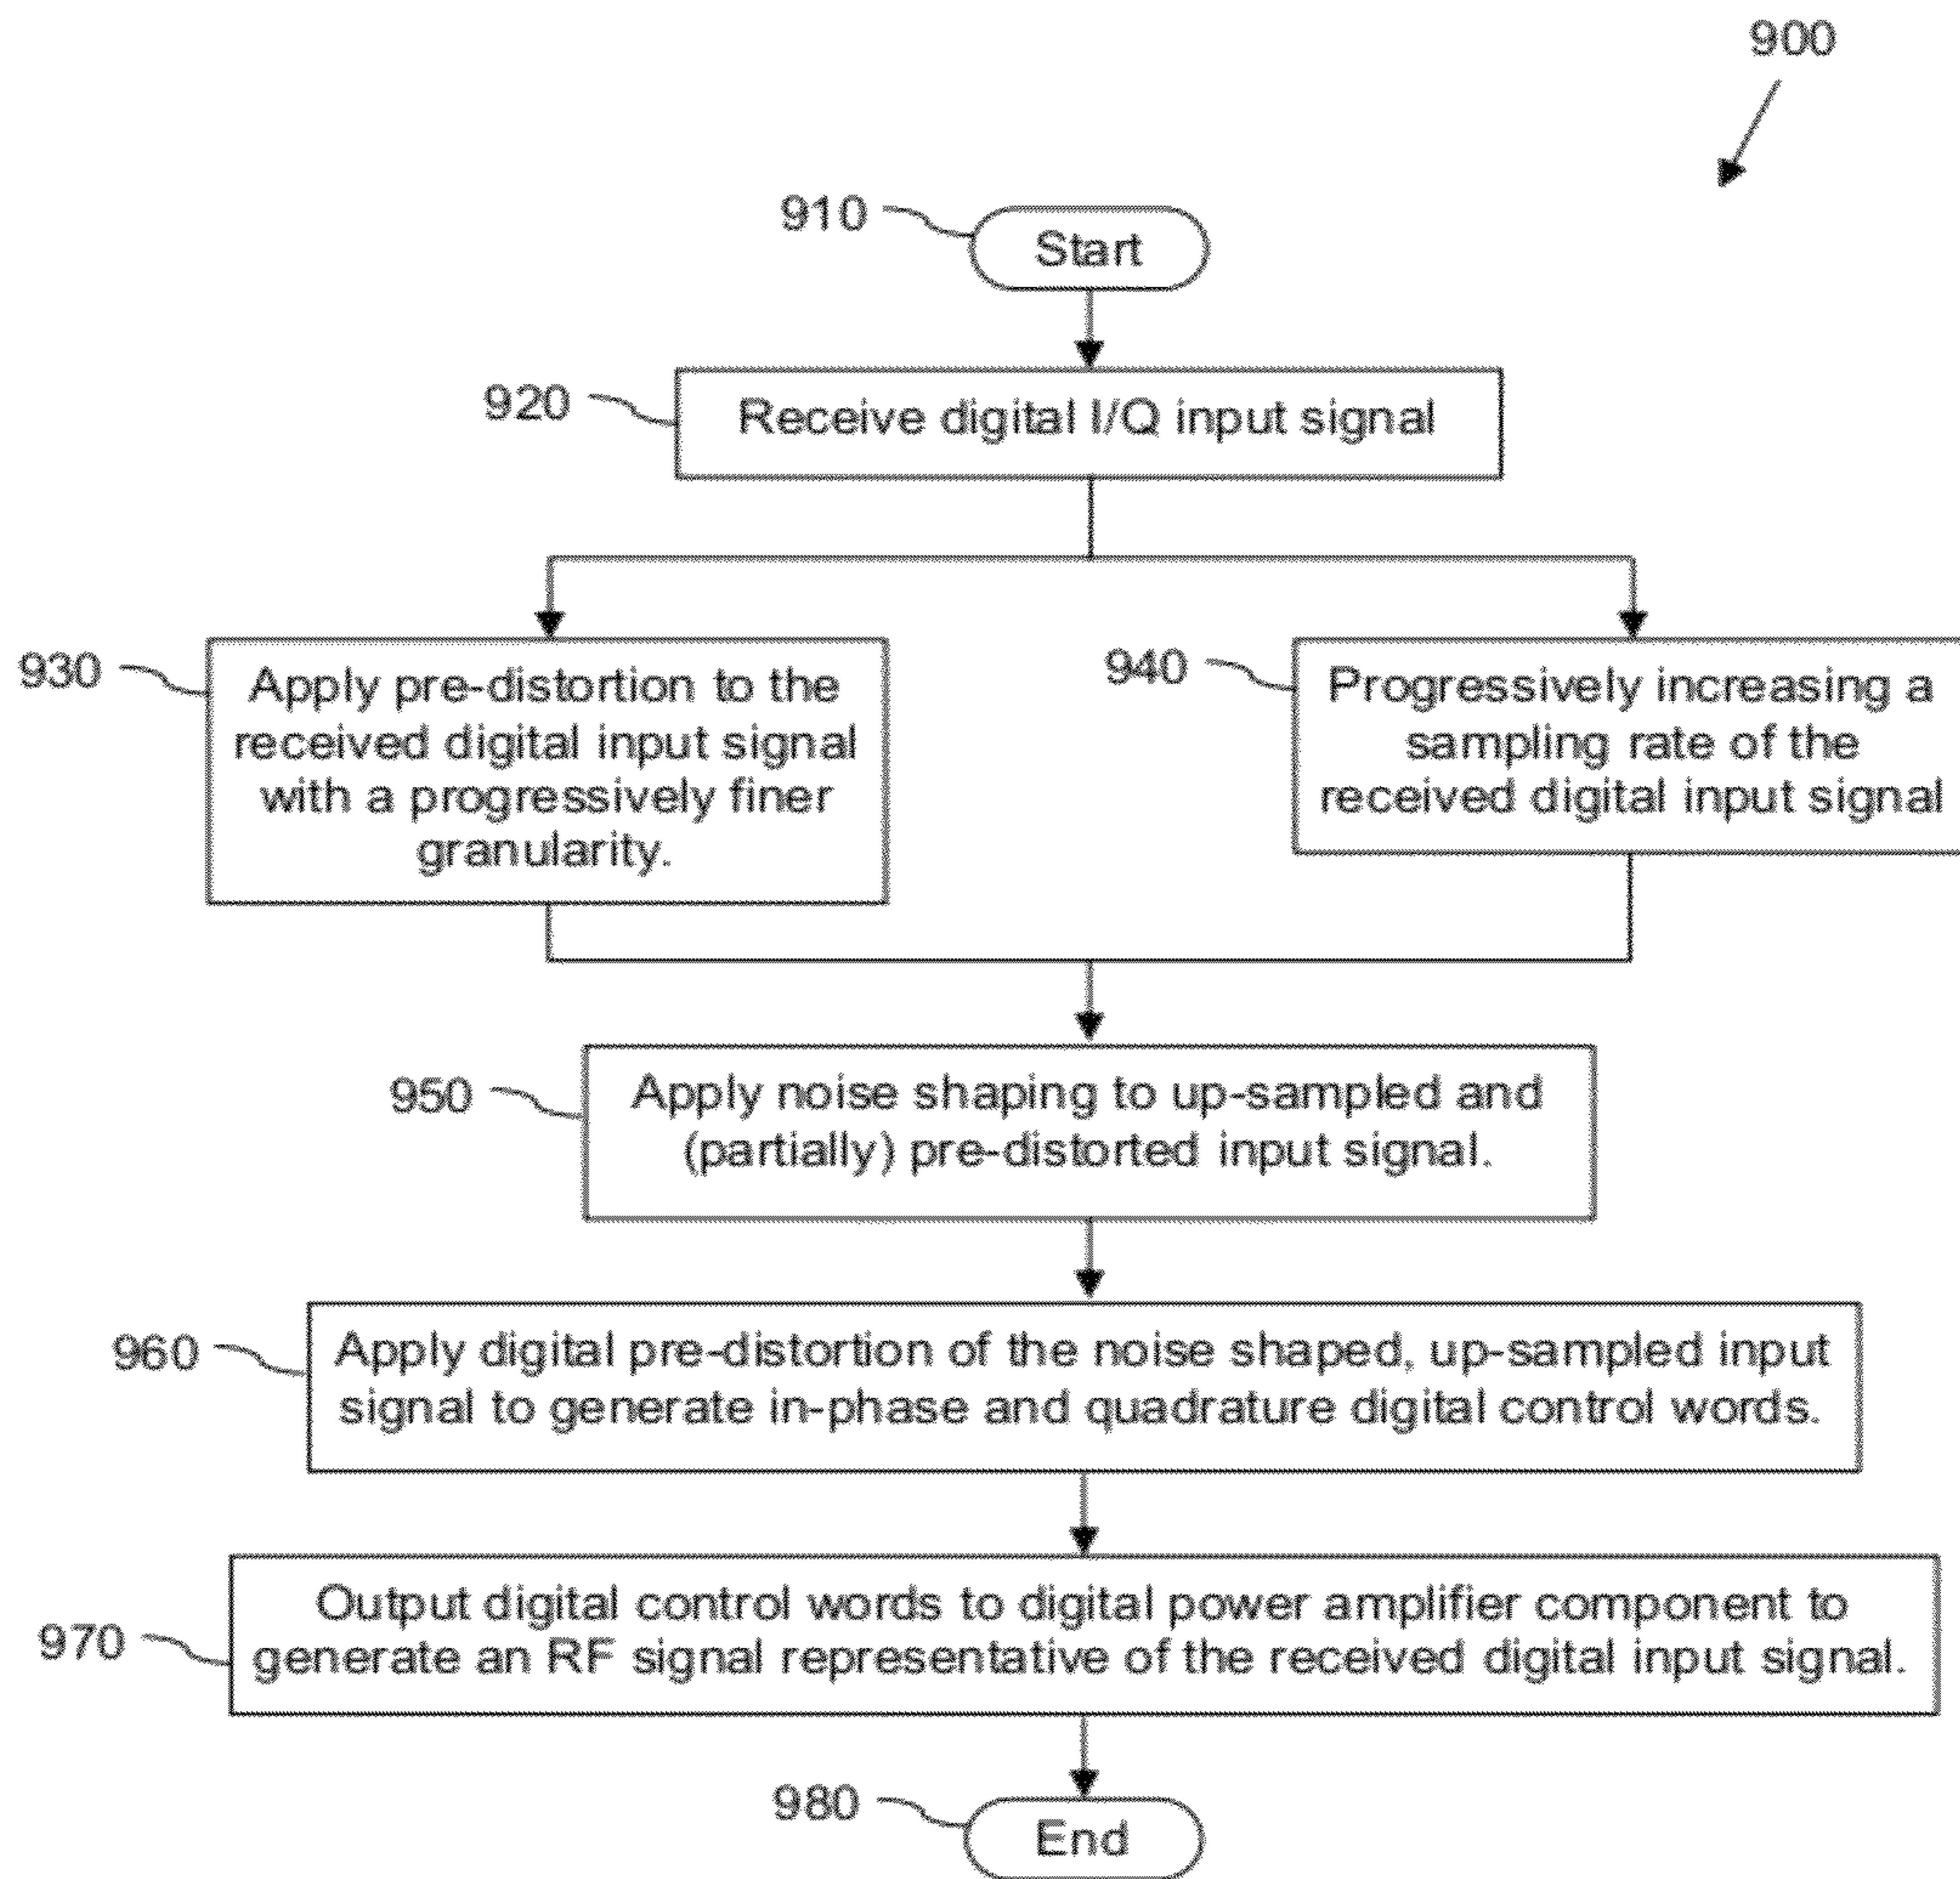 900
910
Start
920
Receive digital I/Q input signal
930
Apply pre-distortion to the
received digital input signal
with a progressively finer
granularity.
940
Progressively increasing a
sampling rate of the
received digital input signal
950
Apply noise shaping to up-sampled and
(partially) pre-distorted input signal.
960
Apply digital pre-distortion of the noise shaped, up-sampled input
signal to generate in-phase and quadrature digital control words.
970
Output digital control words to digital power amplifier component to
generate an RF signal representative of the received digital input signal.
980
End